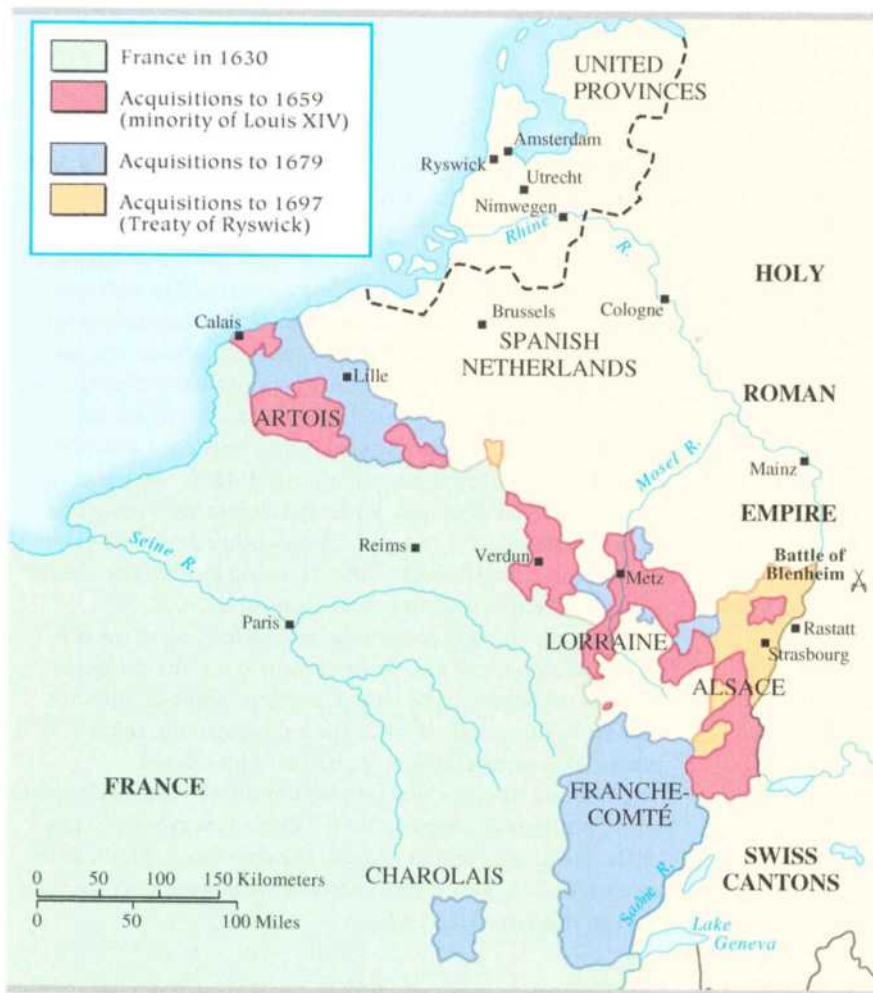 France in 1630
Acquisitions to 1659
(minority of Louis XIV)
Acquisitions to 1679
Acquisitions to 1697
(Treaty of Ryswick)
UNITED
PROVINCES
Amsterdam
Ryswick
Utrecht
Nimwegen
Rhine
R.
HOLY
Cologne
Brussels
Calais
SPANISH
NETHERLANDS
Lille
ROMAN
ARTOIS
Mosel R.
Mainz
EMPIRE
Seine R.
Reims
Verdun
Metz
Battle of
Blenheim
Paris
LORRAINE
Rastatt
Strasbourg
ALSACE
FRANCE
FRANCHE-
COMTÉ
SWISS
CANTONS
0 50 100 150 Kilometers
0 50 100 Miles
CHAROLAIS
Saône R.
Lake
Geneva